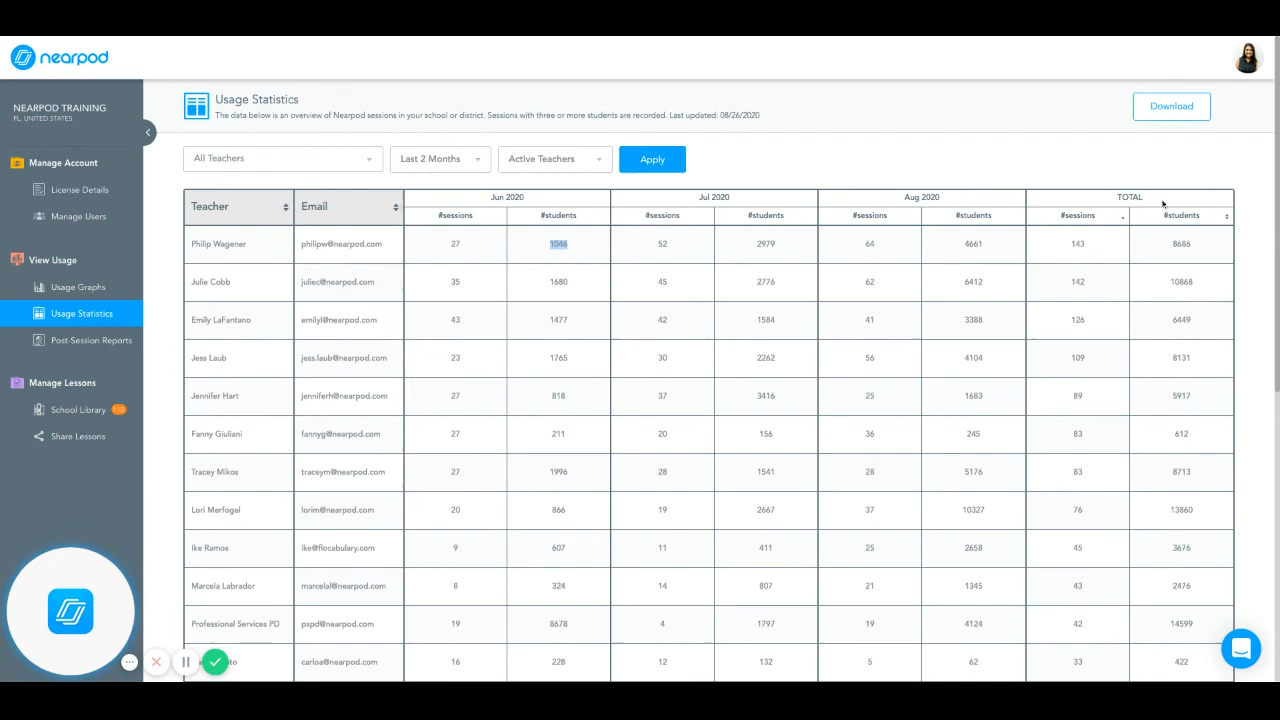 nearpod
NEARPOD TRAINING
FL, UNITED STATES
Manage Account
License Details
Manage Users
View Usage
Usage Graphs
Usage Statistics
Post-Session Reports
Manage Lessons
School Library
Share Lessons
Usage Statistics
The data below is an overview of Nearpod sessions in your school or district. Sessions with three or more students are recorded. Last updated: 08/26/2020
Download
All Teachers Last 2 Months Active Teachers Apply
Teacher Email Jun 2020 Jul 2020 Aug 2020 TOTAL
#sessions #students #sessions #students #sessions #students #sessions #students
Philip Wagener philipw@nearpod.com 27 1046 52 2979 64 4661 143 8686
Julie Cobb juliec@nearpod.com 35 1680 45 2776 62 6412 142 10868
Emily LaFantano emilyl@nearpod.com 43 1477 42 1584 41 3388 126 6449
Jess Laub jess.laub@nearpod.com 23 1765 30 2262 56 4104 109 8131
Jennifer Hart jenniferh@nearpod.com 27 818 37 3416 25 1683 89 5917
Fanny Giuliani fannyg@nearpod.com 27 211 20 156 36 245 83 612
Tracey Mikos traceym@nearpod.com 27 1996 28 1541 28 5176 83 8713
Lori Merfogel lorim@nearpod.com 20 866 19 2667 37 10327 76 13860
Ike Ramos ike@flocabulary.com 9 607 11 411 25 2658 45 3676
Marcela Labrador marcelal@nearpod.com 8 324 14 807 21 1345 43 2476
Professional Services PD pspd@nearpod.com 19 8678 4 1797 19 4124 42 14599
carloa@nearpod.com 16 228 12 132 5 62 33 422